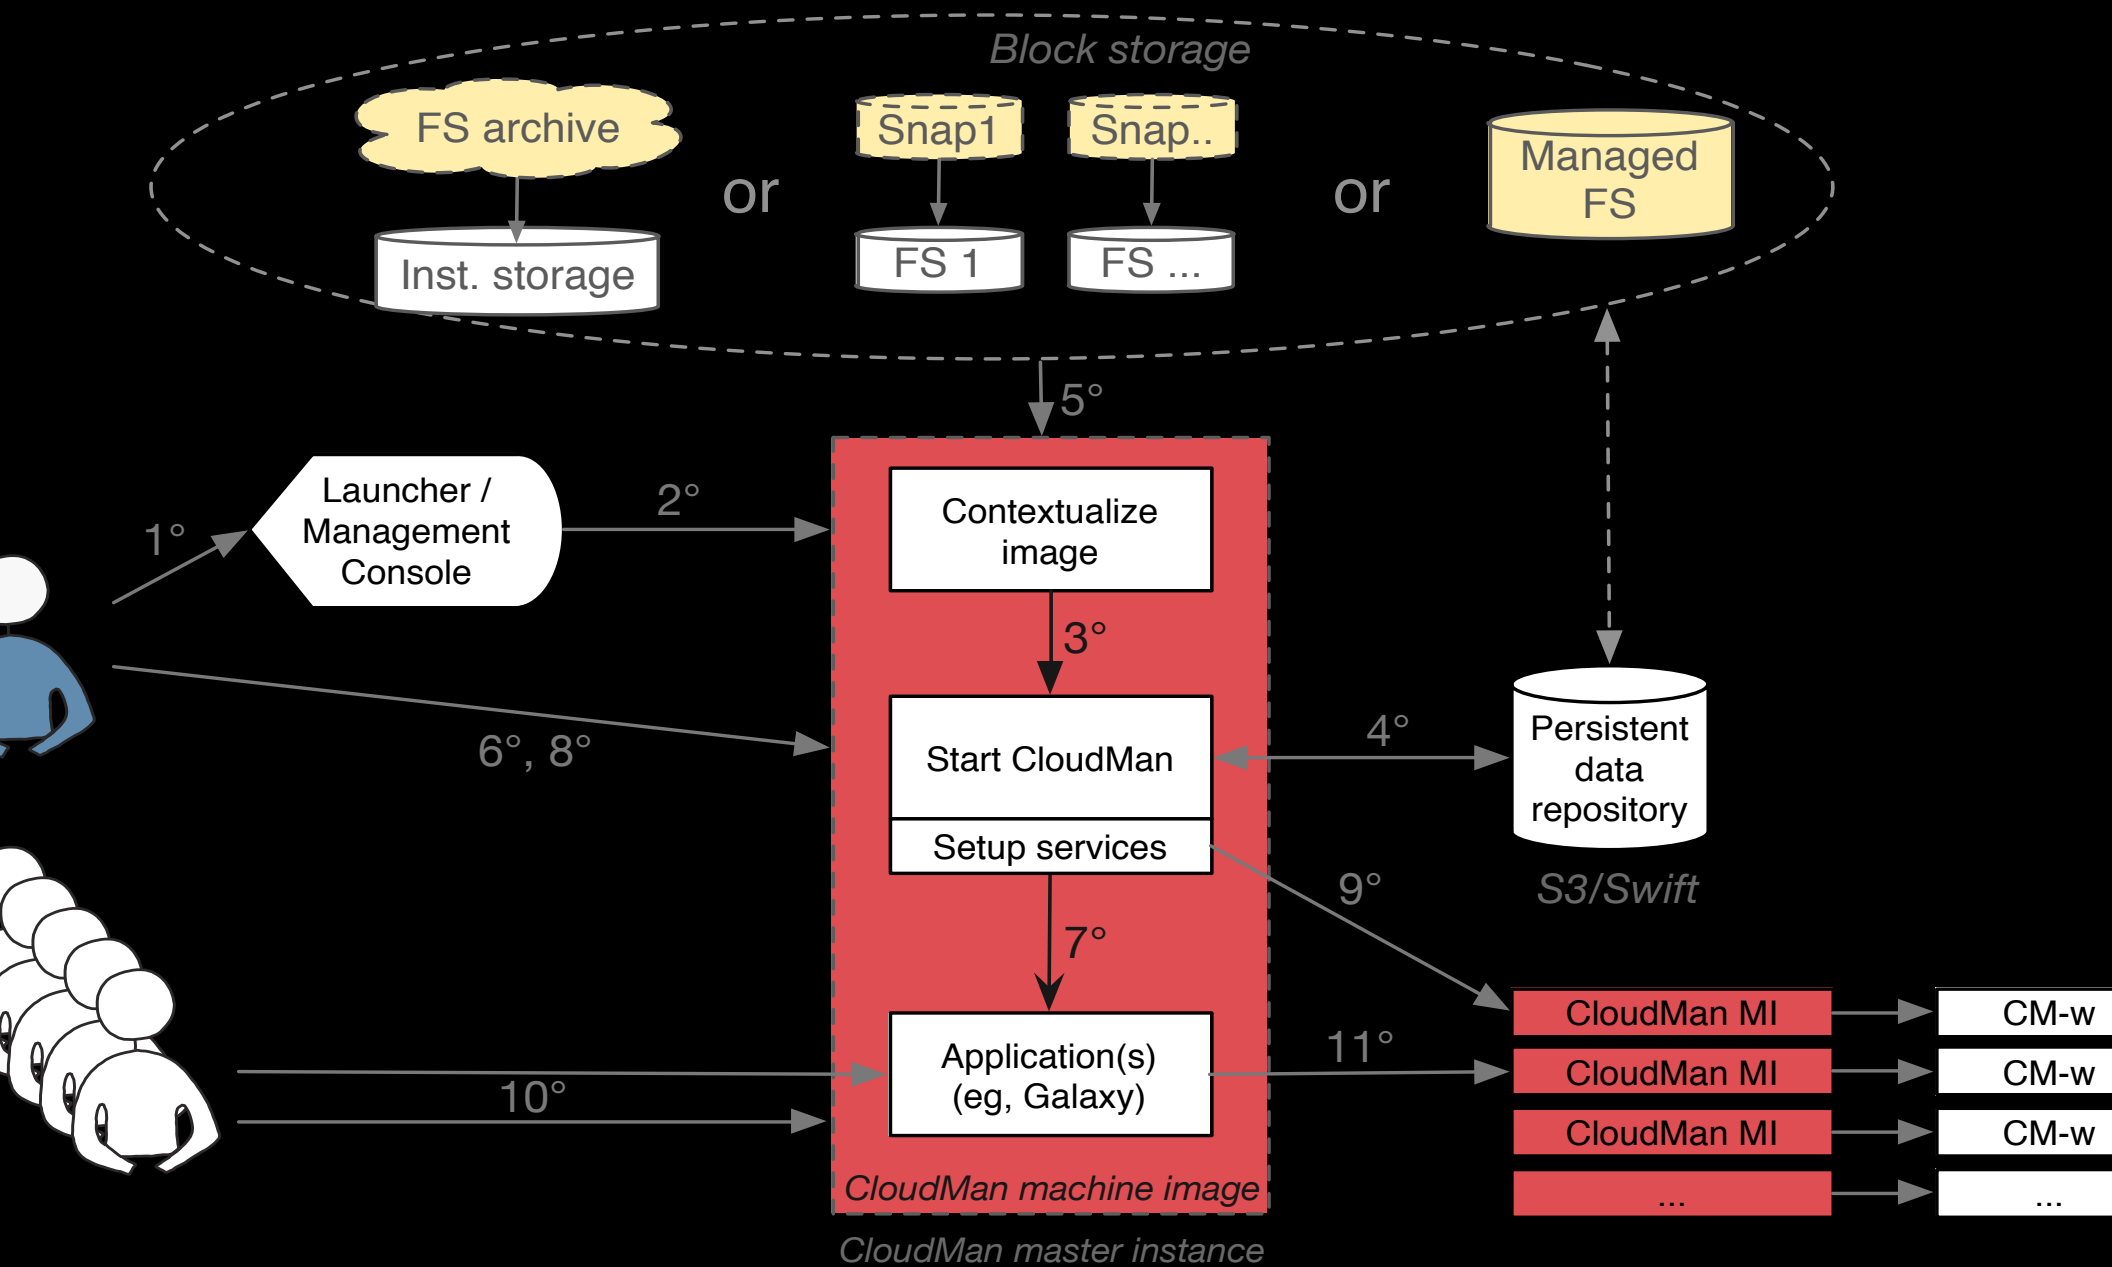 Block storage
FS archive
Snap1
Snap..
or
or
Managed
FS
Inst. storage
FS 1
FS ...
5°
Launcher /
Management
Console
1°
2°
Contextualize
image
3°
6°, 8°
Start CloudMan
4°
Persistent
data
repository
Setup services
S3/Swift
9°
7°
10°
Application(s)
(eg, Galaxy)
11°
CloudMan MI
CM-w
CloudMan MI
CM-w
CloudMan MI
CM-w
...
...
CloudMan machine image
CloudMan master instance